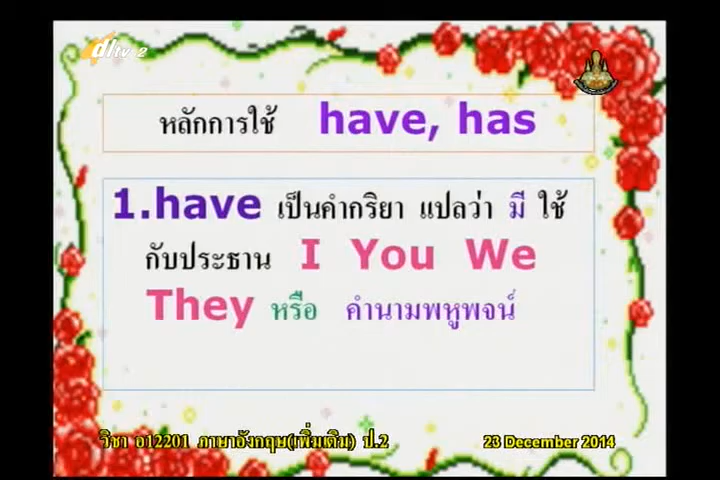 dltv 2
หลักการใช้ have, has
1.have เป็นคำกริยา แปลว่า มี ใช้
กับประธาน I You We
They หรือ คำนามพหูพจน์
วิชา อ12201 ภาษาอังกฤษ(เพิ่มเติม) ป.2 23 December 2014